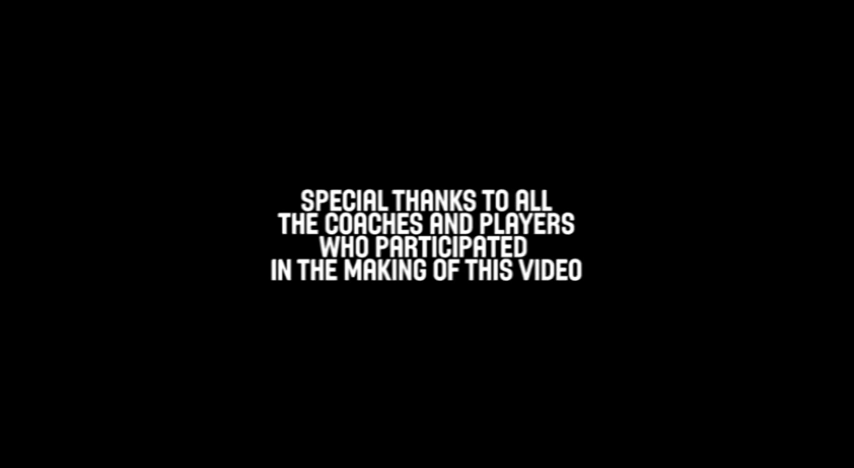 SPECIAL THANKS TO ALL
THE COACHES AND PLAYERS
WHO PARTICIPATED
IN THE MAKING OF THIS VIDEO